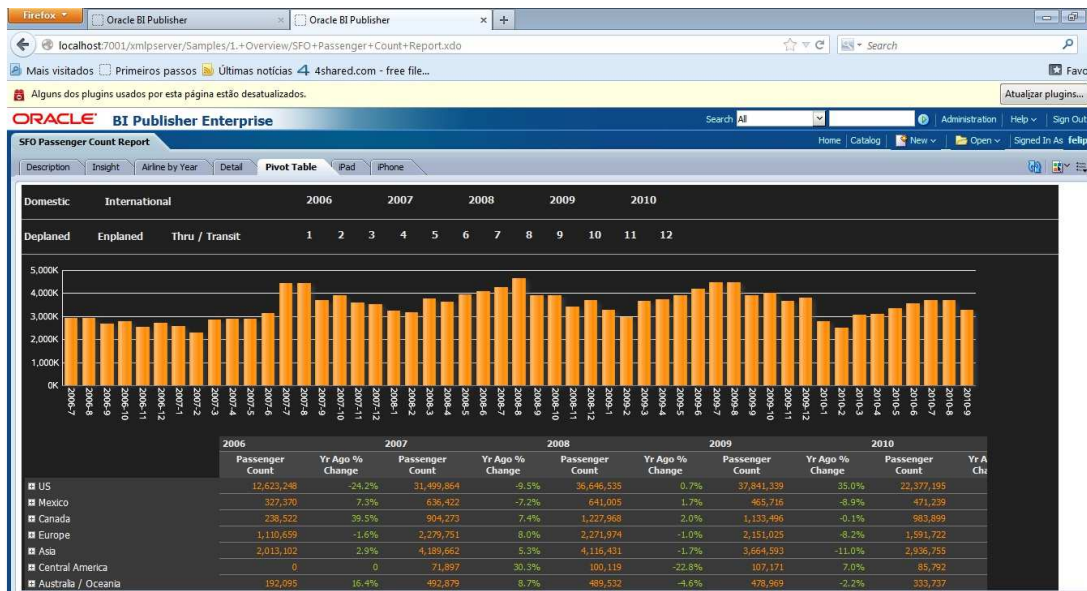 Firefox
Oracle BI Publisher
Oracle BI Publisher
localhost:7001/xmlpserver/Samples/1.+Overview/SFO+Passenger+Count+Report.xdo
Search
Mais visitados Primeiros passos Últimas notícias 4shared.com - free file...
Favo
Alguns dos plugins usados por esta página estão desatualizados.
Atualizar plugins...
ORACLE BI Publisher Enterprise
Search All
Administration Help Sign Out
SFO Passenger Count Report
Home Catalog New Open Signed In As felip
Description Insight Airline by Year Detail Pivot Table iPad iPhone
Domestic International 2006 2007 2008 2009 2010
Deplaned Enplaned Thru / Transit 1 2 3 4 5 6 7 8 9 10 11 12
5,000K
4,000K
3,000K
2,000K
1,000K
0K
2006-7 2006-8 2006-9 2006-10 2006-11 2006-12 2007-1 2007-2 2007-3 2007-4 2007-5 2007-6 2007-7 2007-8 2007-9 2007-10 2007-11 2007-12 2008-1 2008-2 2008-3 2008-4 2008-5 2008-6 2008-7 2008-8 2008-9 2008-10 2008-11 2008-12 2009-1 2009-2 2009-3 2009-4 2009-5 2009-6 2009-7 2009-8 2009-9 2009-10 2009-11 2009-12 2010-1 2010-2 2010-3 2010-4 2010-5 2010-6 2010-7 2010-8 2010-9
2006 2007 2008 2009 2010
Passenger Count Yr Ago % Change Passenger Count Yr Ago % Change Passenger Count Yr Ago % Change Passenger Count Yr Ago % Change Passenger Count Yr A Cha
US 12,623,248 -24.2% 31,499,864 -9.5% 36,646,535 0.7% 37,841,339 35.0% 22,377,195
Mexico 327,370 7.3% 636,422 -7.2% 641,005 1.7% 465,716 -8.9% 471,239
Canada 238,522 39.5% 904,273 7.4% 1,227,968 2.0% 1,133,496 -0.1% 983,899
Europe 1,110,659 -1.6% 2,279,751 8.0% 2,271,974 -1.0% 2,151,025 -8.2% 1,591,722
Asia 2,013,102 2.9% 4,189,662 5.3% 4,116,431 -1.7% 3,664,593 -11.0% 2,936,755
Central America 0 0 71,897 30.3% 100,119 -22.8% 107,171 7.0% 85,792
Australia / Oceania 192,095 16.4% 492,879 8.7% 489,532 -4.6% 478,969 -2.2% 333,737